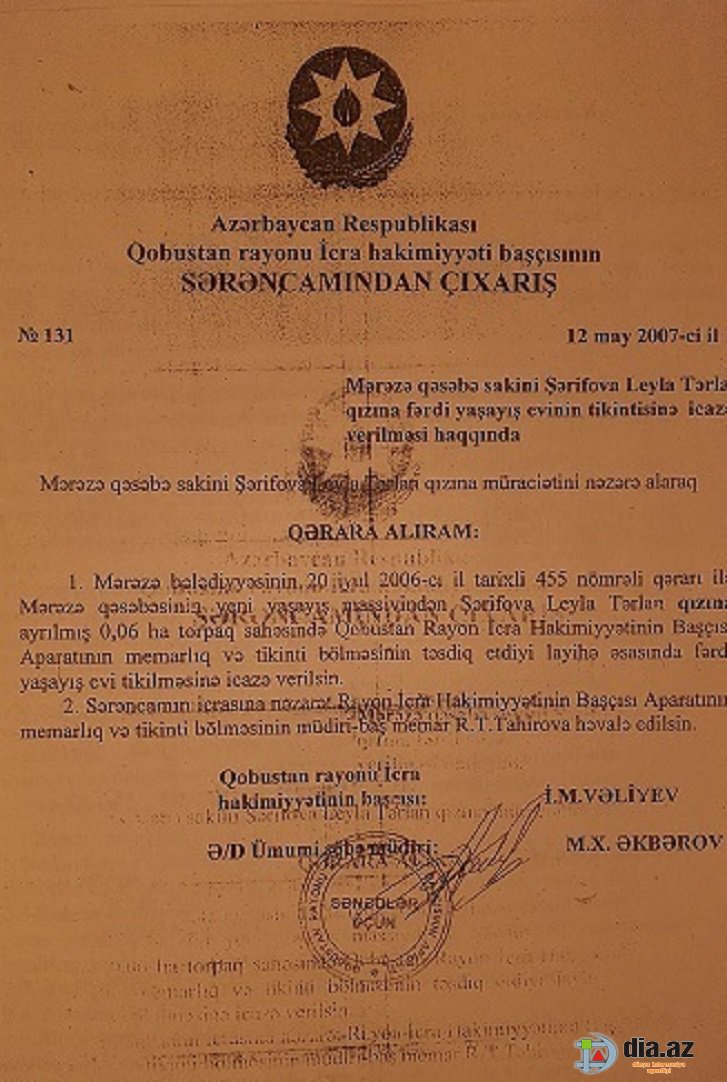 Azərbaycan Respublikası
Qobustan rayonu İcra hakimiyyəti başçısının
SƏRƏNCAMINDAN ÇIXARIŞ
№ 131 12 may 2007-ci il
Mərəzə qəsəbə sakini Şərifova Leyla Tərla
qızına fərdi yaşayış evinin tikintisinə icazə
verilməsi haqqında
Mərəzə qəsəbə sakini Şərifova Leyla Tərlan qızına müraciətini nəzərə alaraq
QƏRARA ALIRAM:
1. Mərəzə bələdiyyəsinin 20 iyul 2006-cı il tarixli 455 nömrəli qərarı ilə
Mərəzə qəsəbəsinin yeni yaşayış massivindən Şərifova Leyla Tərlan qızına
ayrılmış 0,06 ha torpaq sahəsində Qobustan Rayon İcra Hakimiyyətinin Başçısı
Aparatının memarlıq və tikinti bölməsinin təsdiq etdiyi layihə əsasında fərdi
yaşayış evi tikilməsinə icazə verilsin.
2. Sərəncamın icrasına nəzarət Rayon İcra Hakimiyyətinin Başçısı Aparatının
memarlıq və tikinti bölməsinin müdiri-baş memar R.T.Tahirova həvalə edilsin.
Qobustan rayonu İcra
hakimiyyətinin başçısı: İ.M.VƏLİYEV
Ə/D Ümumi şöbə müdiri: M.X. ƏKBƏROV
SƏNƏDLƏR
ÜÇÜN
dia.az